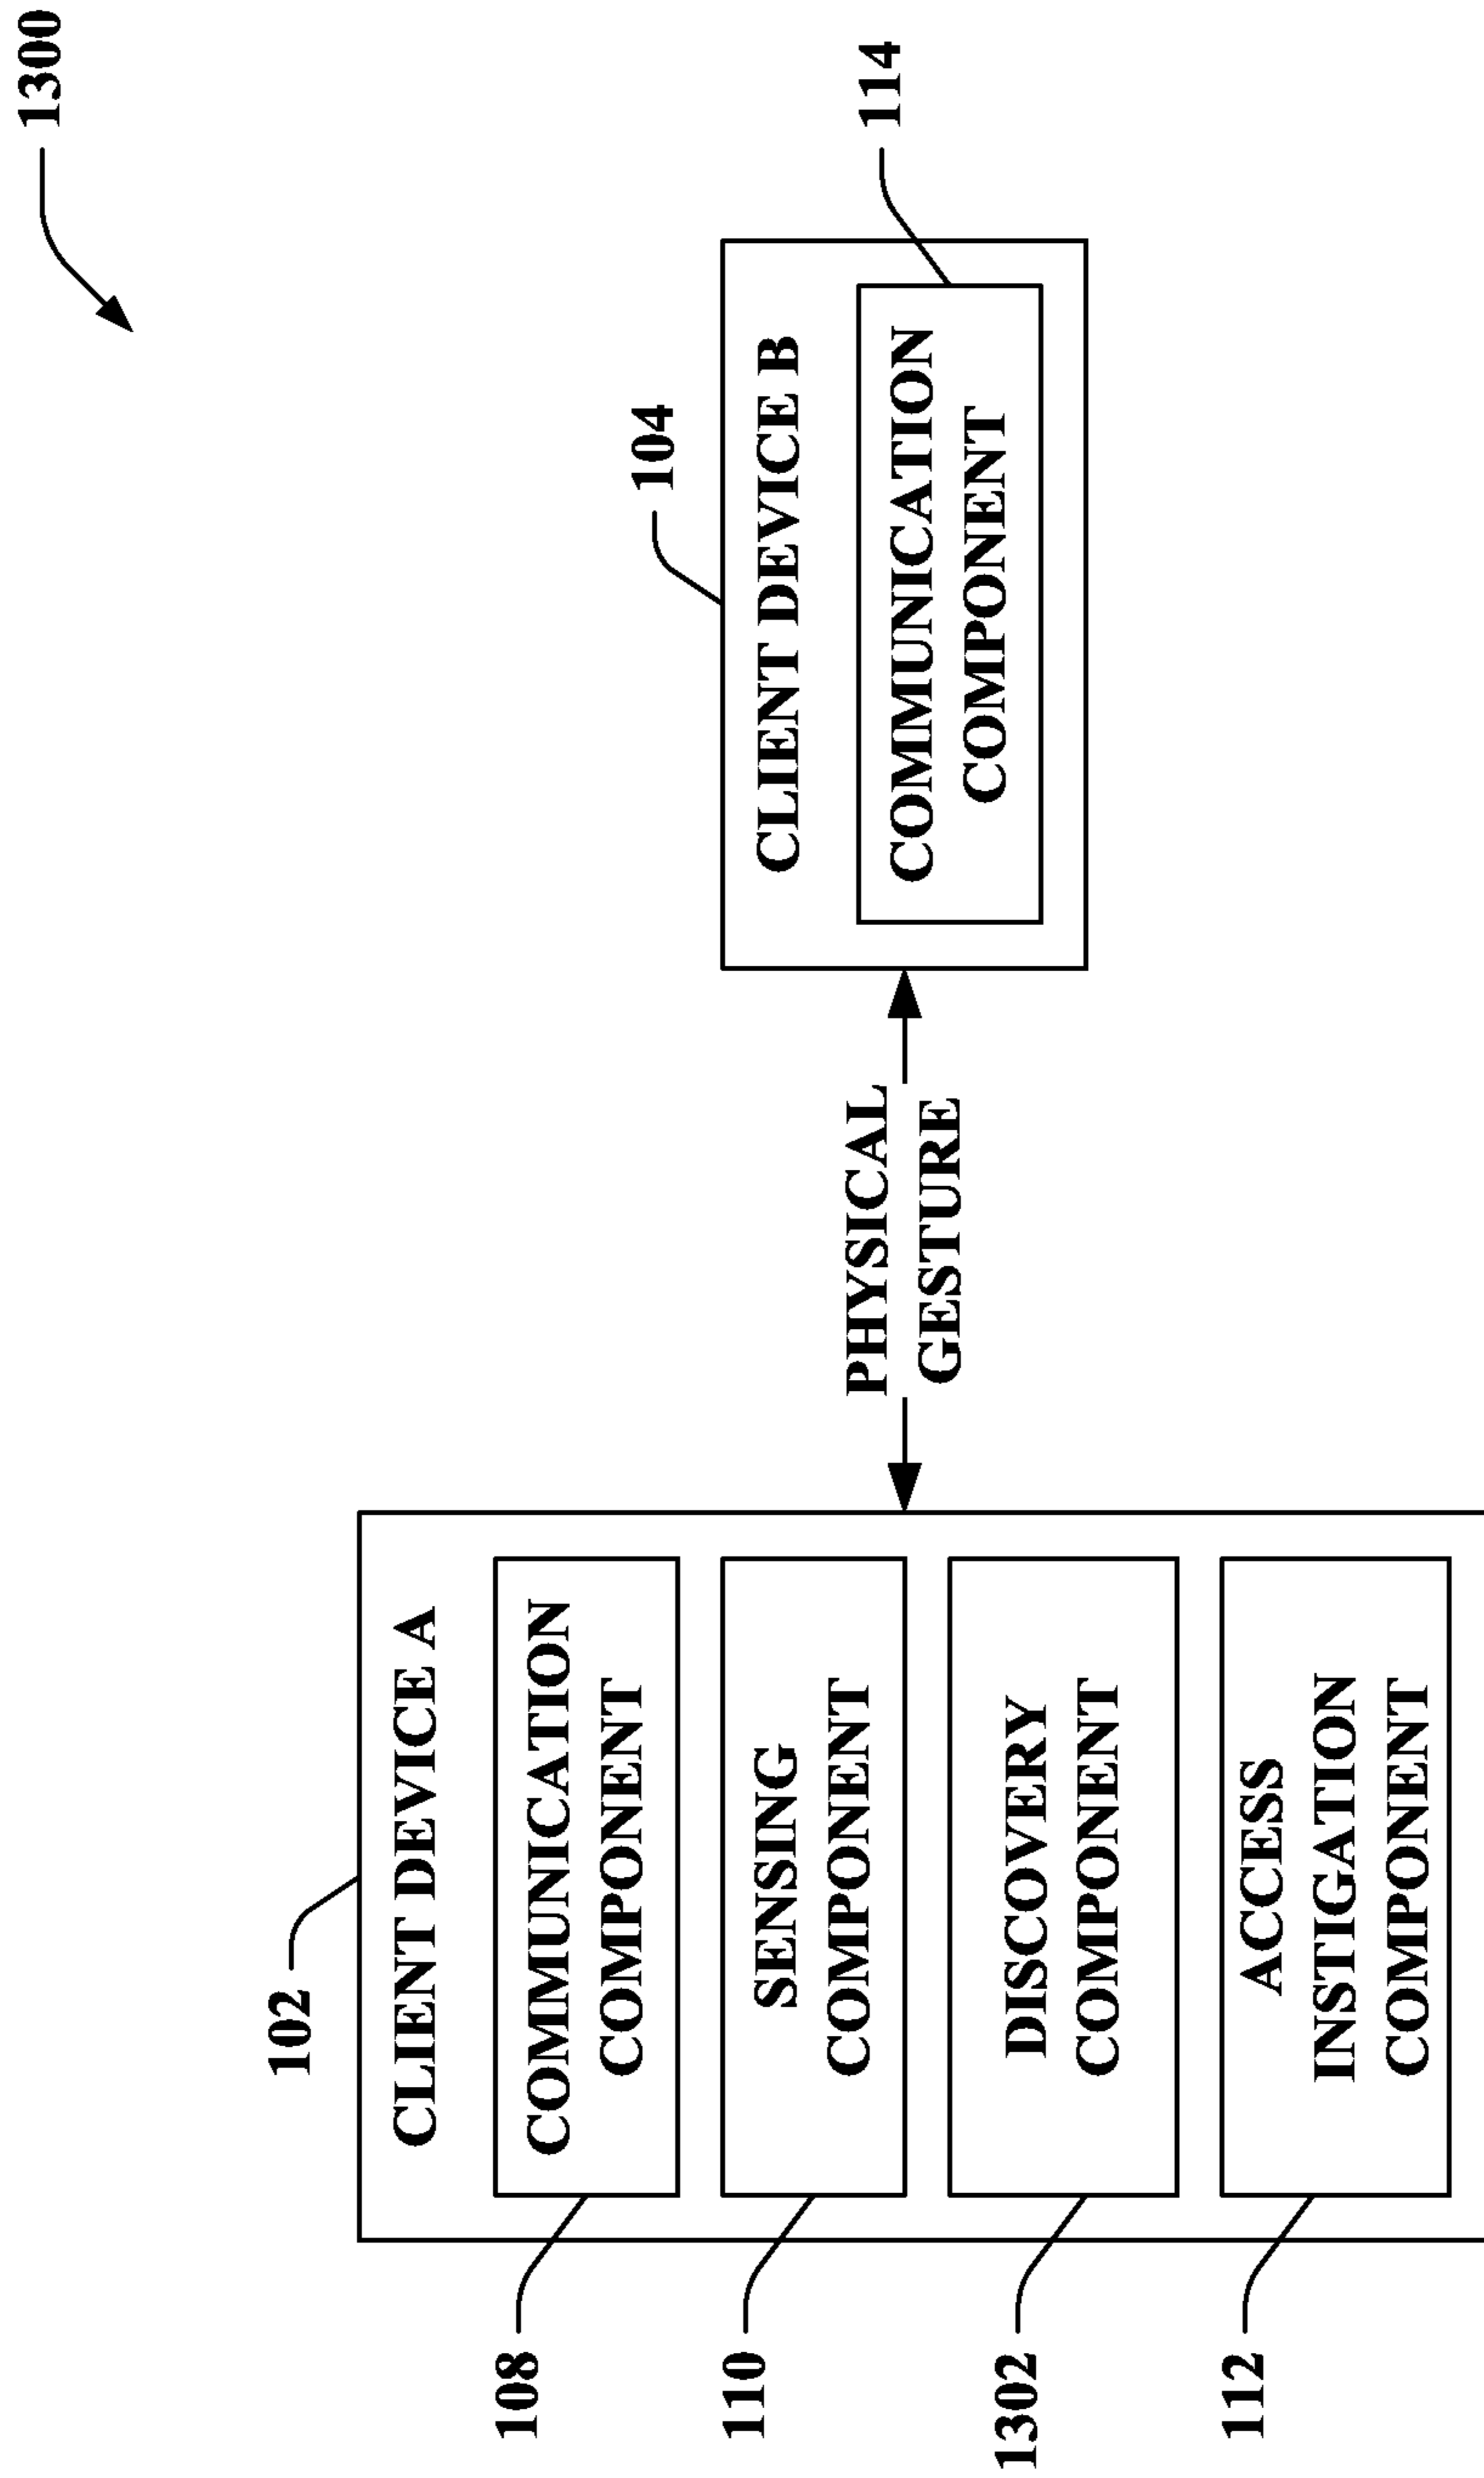 1300
102
CLIENT DEVICE A
108
COMMUNICATION
COMPONENT
110
SENSING
COMPONENT
1302
DISCOVERY
COMPONENT
112
ACCESS
INSTIGATION
COMPONENT
PHYSICAL
GESTURE
104
CLIENT DEVICE B
114
COMMUNICATION
COMPONENT